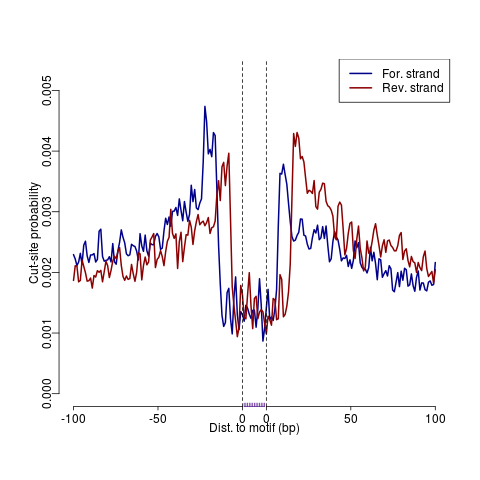 For. strand
Rev. strand
Cut-site probability
0.005
0.004
0.003
0.002
0.001
0.000
-100 -50 0 0 50 100
Dist. to motif (bp)